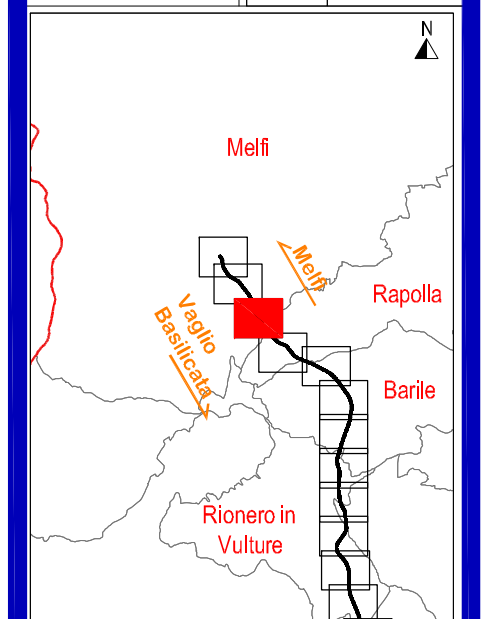 N
Melfi
Melfi
Rapolla
Vaglio
Basilicata
Barile
Rionero in
Vulture